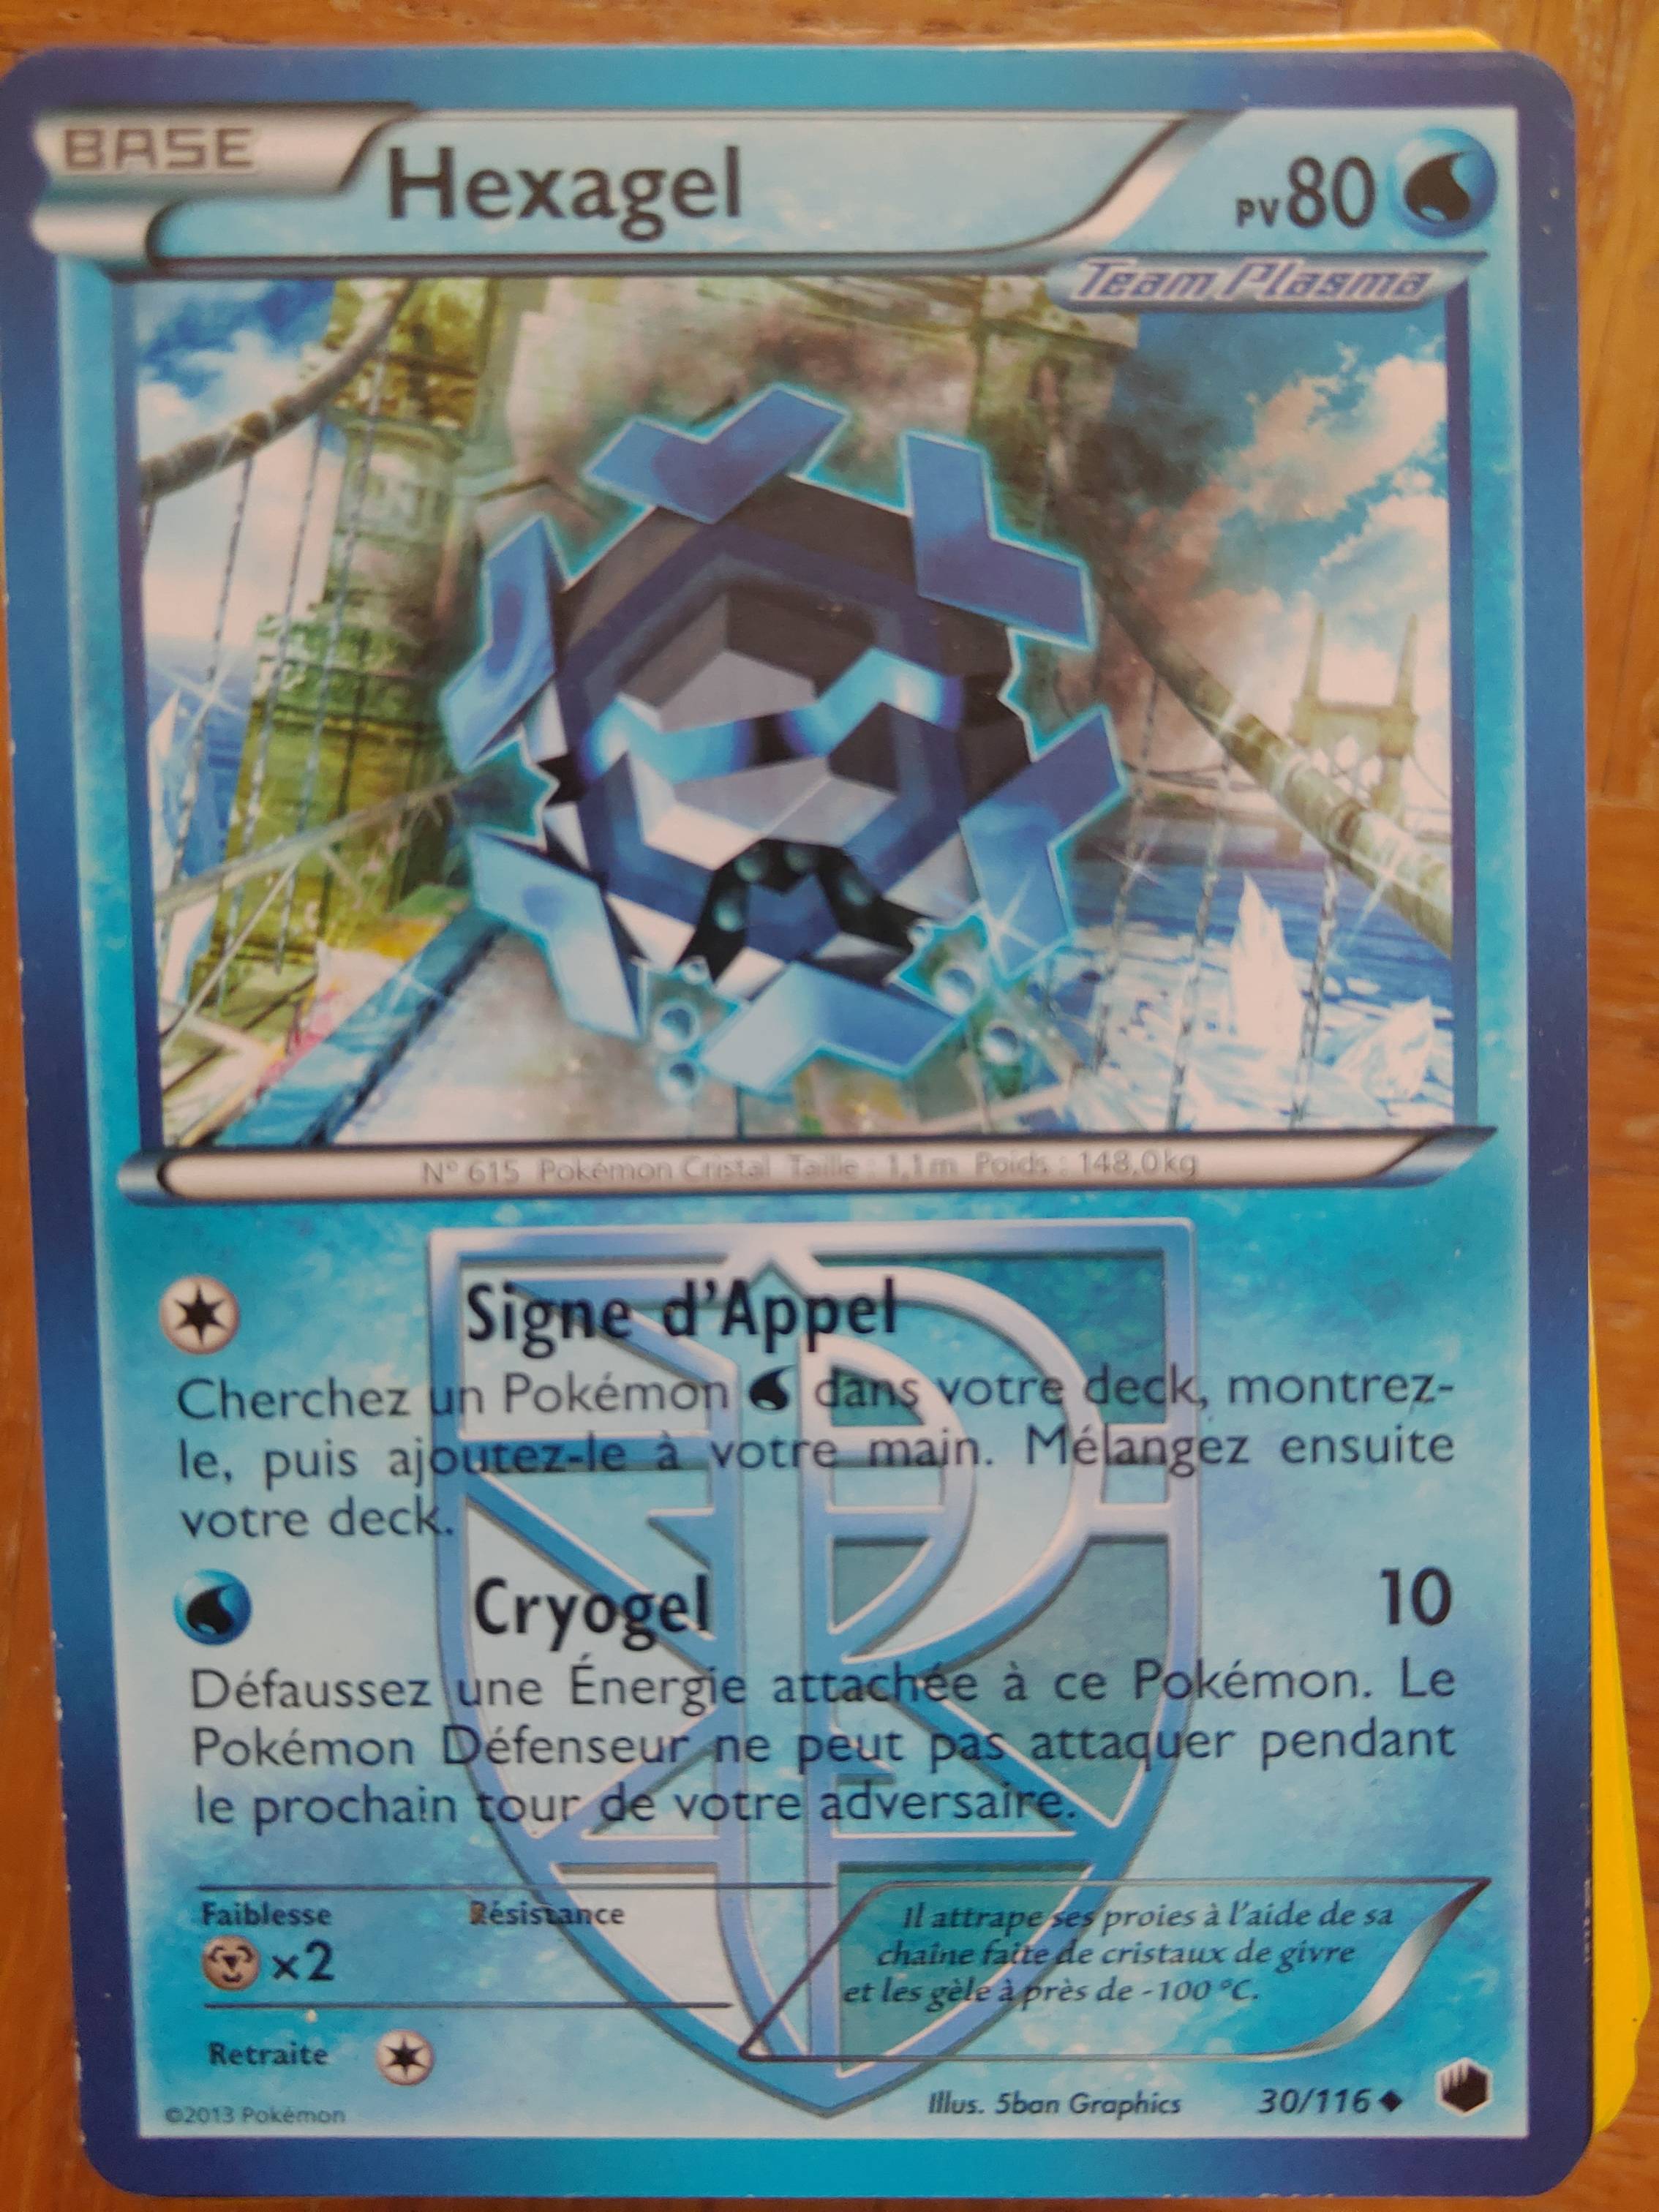 BASE
Hexagel
PV 80
Team Plasma
N° 615 Pokémon Cristal Taille : 1,1m Poids : 148,0kg
Signe d'Appel
Cherchez un Pokémon dans votre deck, montrez-
le, puis ajoutez-le à votre main. Mélangez ensuite
votre deck.
Cryogel 10
Défaussez une Énergie attachée à ce Pokémon. Le
Pokémon Défenseur ne peut pas attaquer pendant
le prochain tour de votre adversaire.
Faiblesse Résistance
x2
Retraite
Il attrape ses proies à l'aide de sa
chaîne faite de cristaux de givre
et les gèle à près de -100 °C.
©2013 Pokémon
Illus. 5ban Graphics 30/116